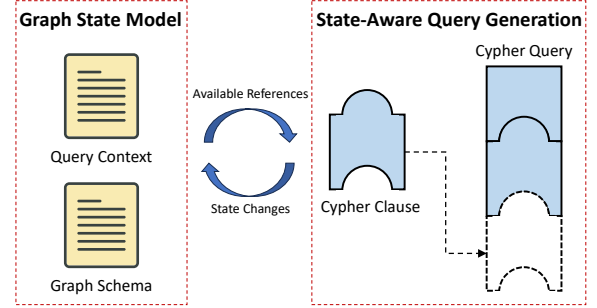 Graph State Model
Query Context
Graph Schema
Available References
State Changes
State-Aware Query Generation
Cypher Query
Cypher Clause